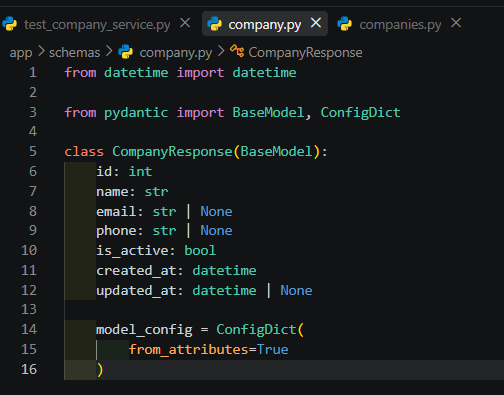 test_company_service.py company.py companies.py
app > schemas > company.py > CompanyResponse
1 from datetime import datetime
2
3 from pydantic import BaseModel, ConfigDict
4
5 class CompanyResponse(BaseModel):
6     id: int
7     name: str
8     email: str | None
9     phone: str | None
10     is_active: bool
11     created_at: datetime
12     updated_at: datetime | None
13
14     model_config = ConfigDict(
15         from_attributes=True
16     )